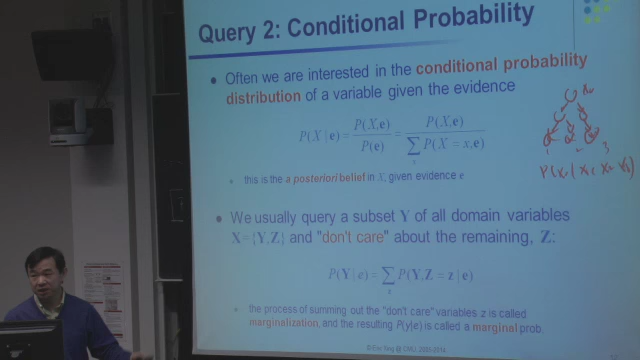 Query 2: Conditional Probability
Often we are interested in the conditional probability
distribution of a variable given the evidence
P(X | e) = P(X,e) / P(e) = P(X,e) / ∑ₓ P(X = x,e)
this is the a posteriori belief in X, given evidence e
We usually query a subset Y of all domain variables
X={Y,Z} and "don't care" about the remaining, Z:
P(Y | e) = ∑ P(Y,Z = z | e)
the process of summing out the "don't care" variables z is called
marginalization, and the resulting P(y|e) is called a marginal prob.
© Eric Xing @ CMU, 2005-2014